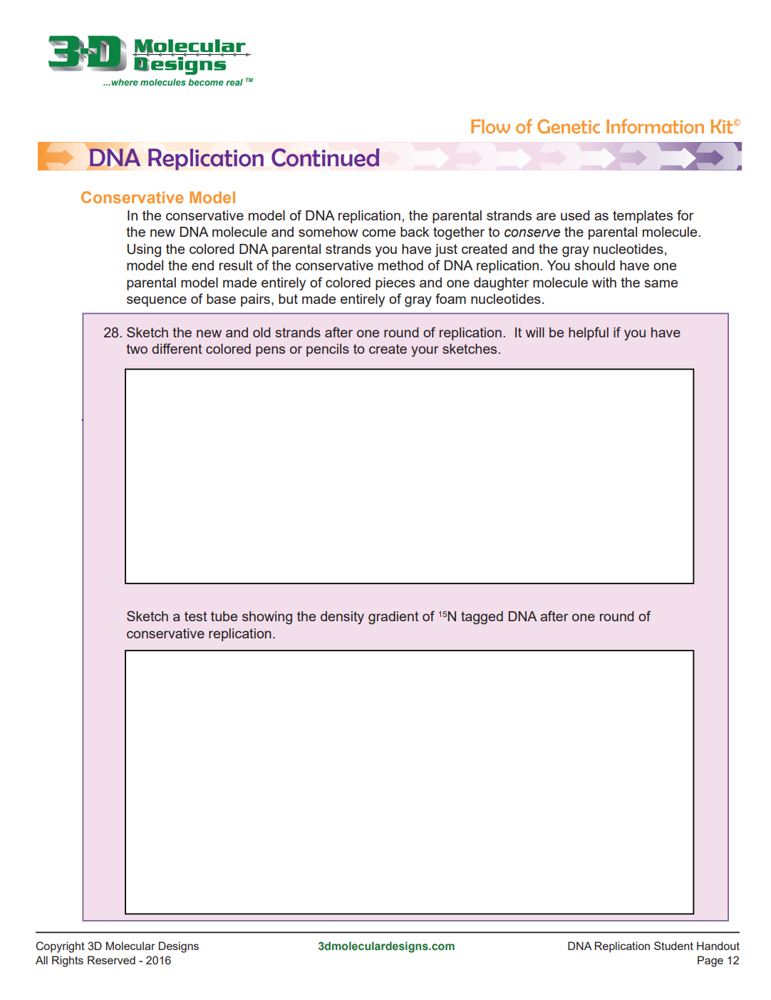 3-D Molecular
Designs
...where molecules become real ™
Flow of Genetic Information Kit©
DNA Replication Continued
Conservative Model
In the conservative model of DNA replication, the parental strands are used as templates for
the new DNA molecule and somehow come back together to conserve the parental molecule.
Using the colored DNA parental strands you have just created and the gray nucleotides,
model the end result of the conservative method of DNA replication. You should have one
parental model made entirely of colored pieces and one daughter molecule with the same
sequence of base pairs, but made entirely of gray foam nucleotides.
28. Sketch the new and old strands after one round of replication. It will be helpful if you have
two different colored pens or pencils to create your sketches.
Sketch a test tube showing the density gradient of ¹⁵N tagged DNA after one round of
conservative replication.
Copyright 3D Molecular Designs
All Rights Reserved - 2016
3dmoleculardesigns.com
DNA Replication Student Handout
Page 12